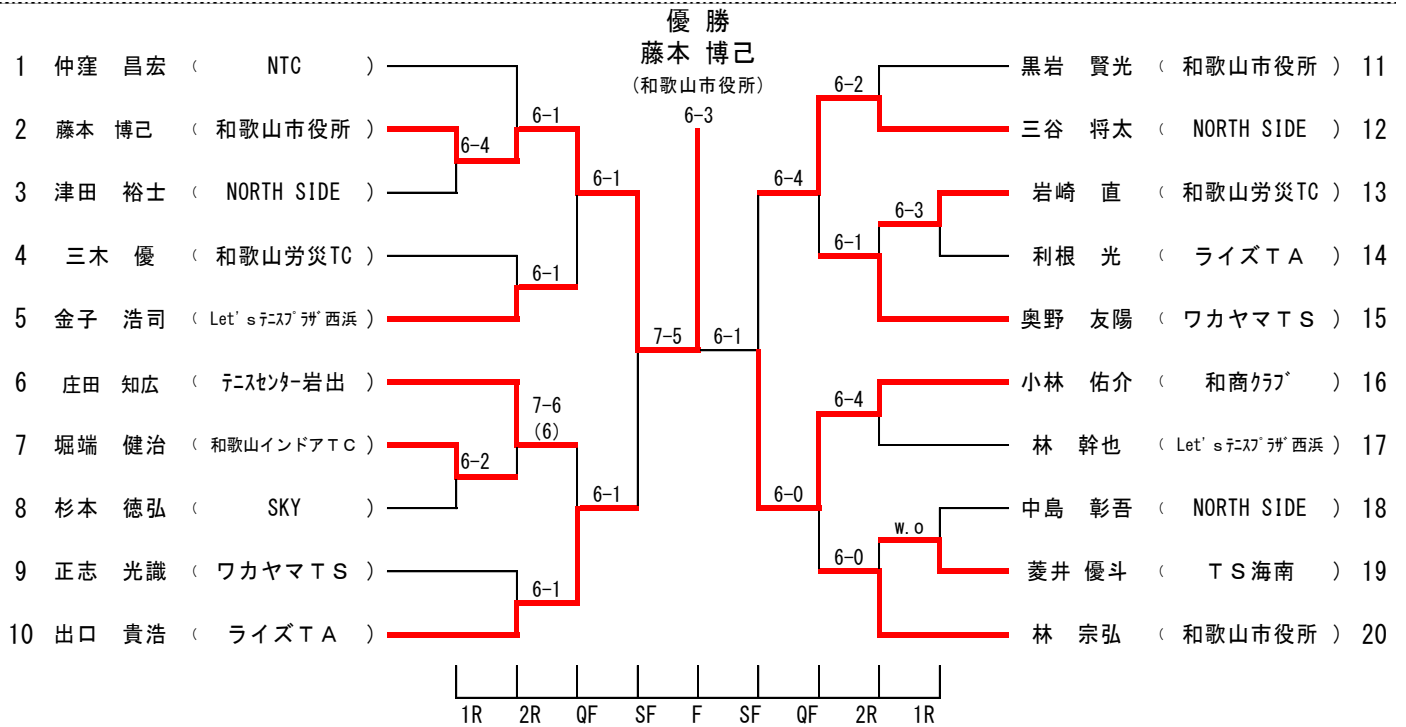 優 勝
藤本 博己
(和歌山市役所)
6-3
1 仲窪 昌宏 ( NTC )
2 藤本 博己 ( 和歌山市役所 )
3 津田 裕士 ( NORTH SIDE )
4 三木 優 ( 和歌山労災TC )
5 金子 浩司 ( Let'sﾃﾆｽﾌﾟﾗｻﾞ西浜 )
6 庄田 知広 ( ﾃﾆｽｾﾝﾀｰ岩出 )
7 堀端 健治 ( 和歌山インドアTC )
8 杉本 徳弘 ( SKY )
9 正志 光識 ( ワカヤマTS )
10 出口 貴浩 ( ライズTA )
6-4
6-2
6-1
6-1
7-6
(6)
6-1
6-1
6-1
7-5
6-1
6-4
6-0
6-2
6-1
6-4
6-0
6-3
w.o
黒岩 賢光 ( 和歌山市役所 ) 11
三谷 将太 ( NORTH SIDE ) 12
岩崎 直 ( 和歌山労災TC ) 13
利根 光 ( ライズTA ) 14
奥野 友陽 ( ワカヤマTS ) 15
小林 佑介 ( 和商ｸﾗﾌﾞ ) 16
林 幹也 ( Let'sﾃﾆｽﾌﾟﾗｻﾞ西浜 ) 17
中島 彰吾 ( NORTH SIDE ) 18
菱井 優斗 ( TS海南 ) 19
林 宗弘 ( 和歌山市役所 ) 20
1R 2R QF SF F SF QF 2R 1R